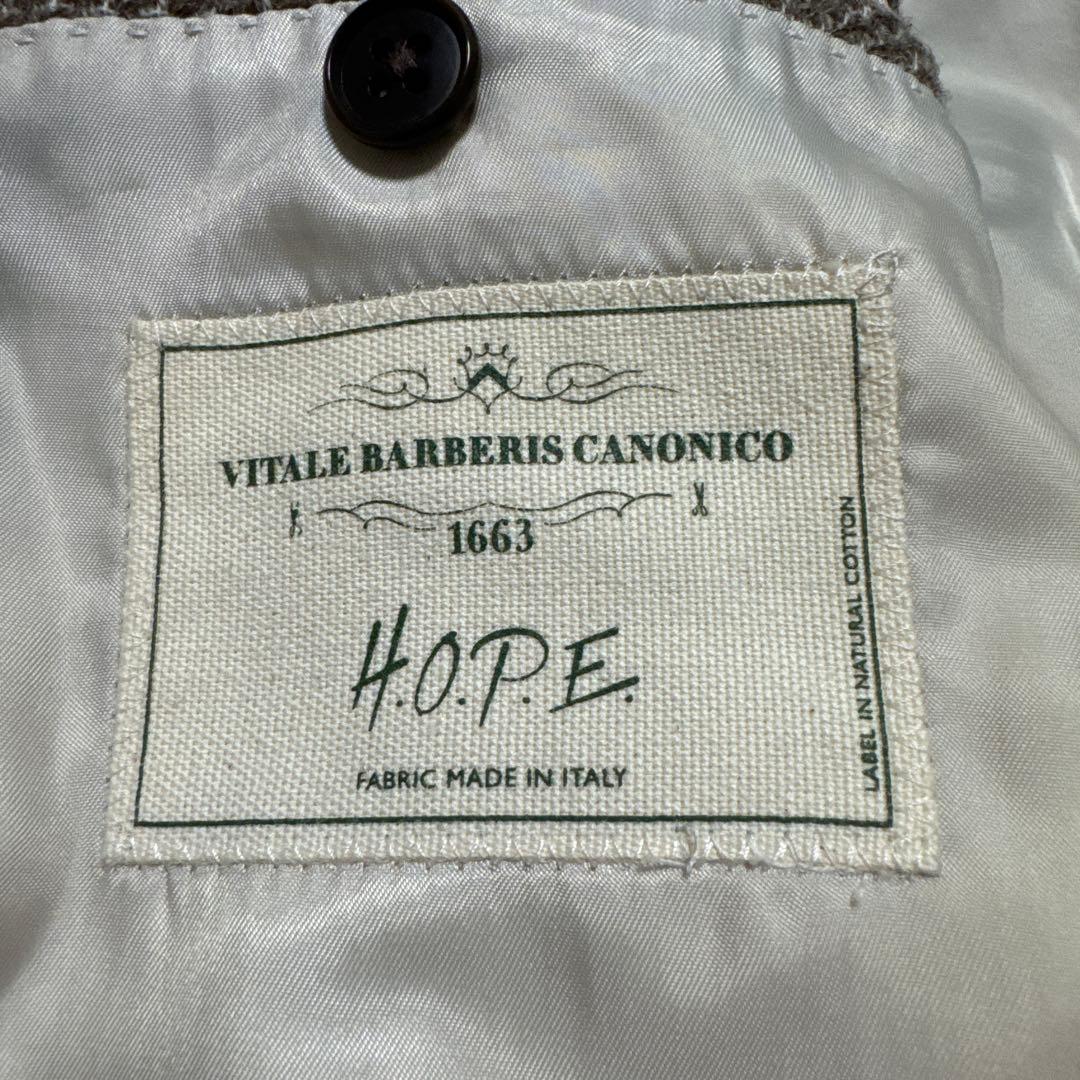 VITALE BARBERIS CANONICO
1663
H.O.P.E.
FABRIC MADE IN ITALY
LABEL IN NATURAL COTTON